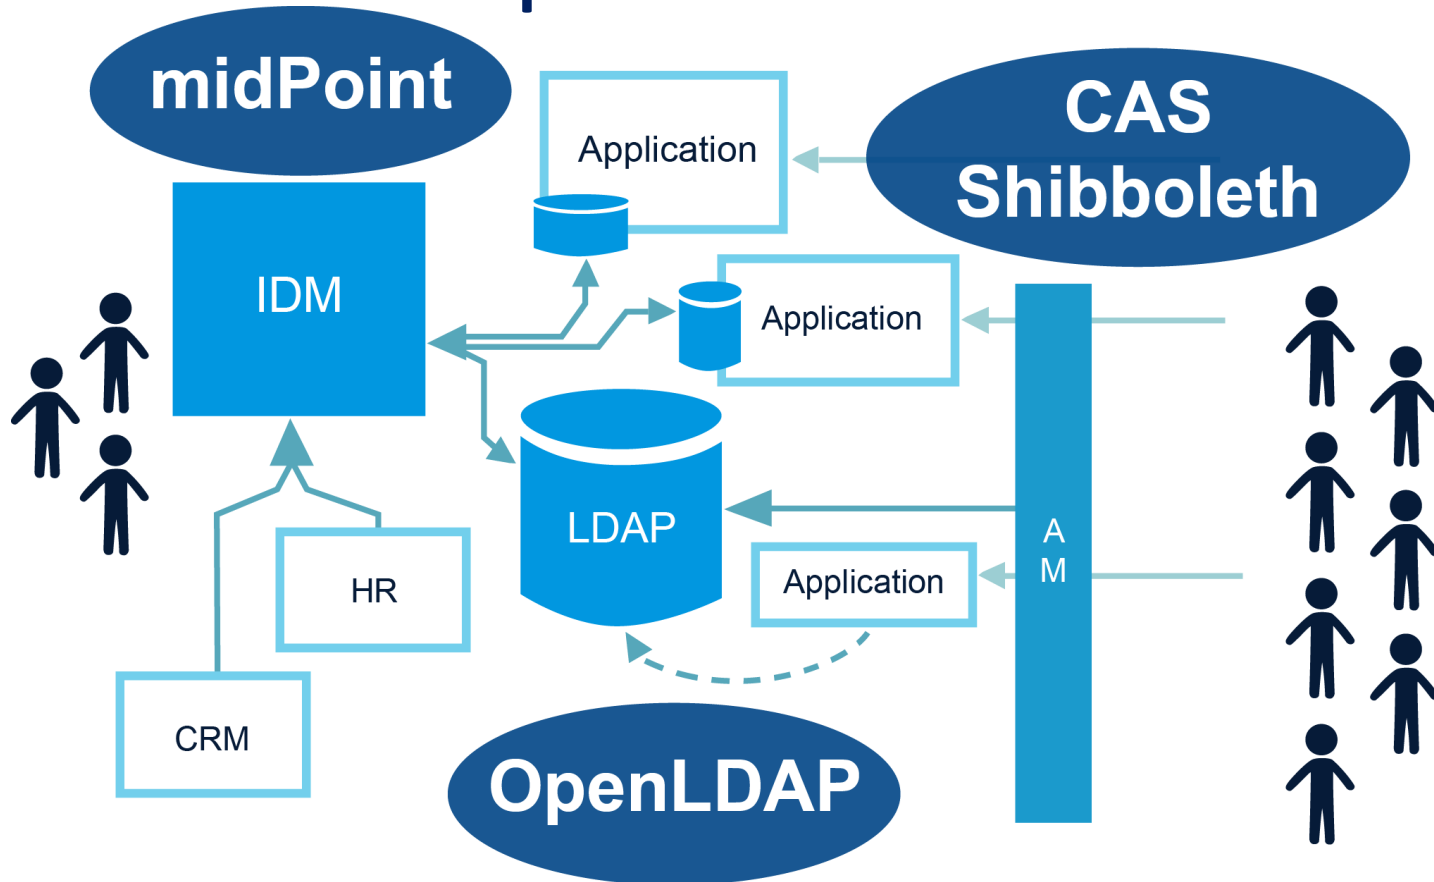 midPoint
CAS
Shibboleth
Application
IDM
Application
LDAP
A
M
Application
HR
CRM
OpenLDAP